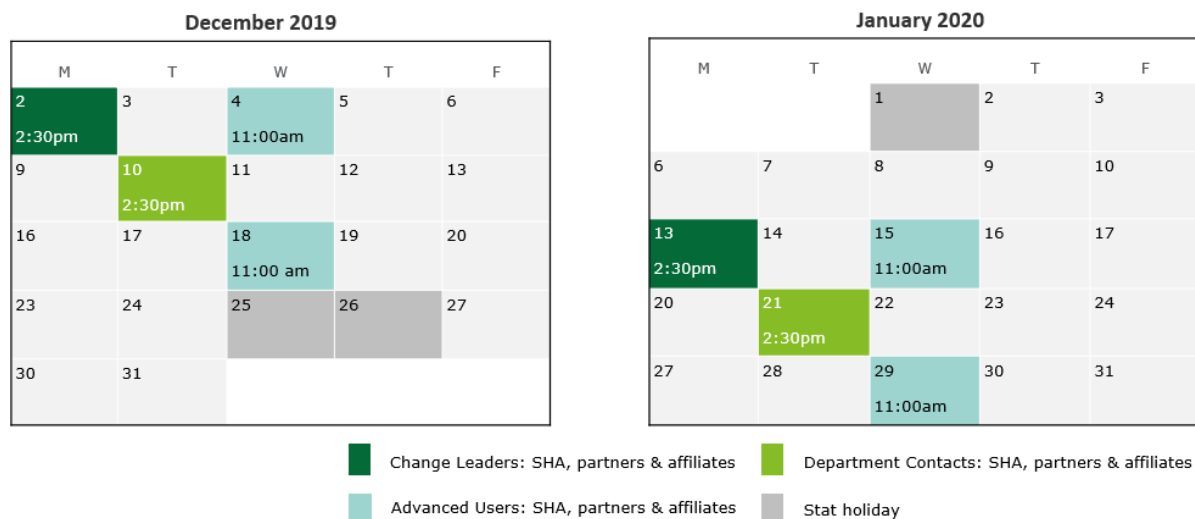 December 2019
M T W T F
2 3 4 5 6
2:30pm 11:00am
9 10 11 12 13
2:30pm
16 17 18 19 20
11:00 am
23 24 25 26 27
30 31
January 2020
M T W T F
1 2 3
6 7 8 9 10
13 14 15 16 17
2:30pm 11:00am
20 21 22 23 24
2:30pm
27 28 29 30 31
11:00am
Change Leaders: SHA, partners & affiliates
Department Contacts: SHA, partners & affiliates
Advanced Users: SHA, partners & affiliates
Stat holiday